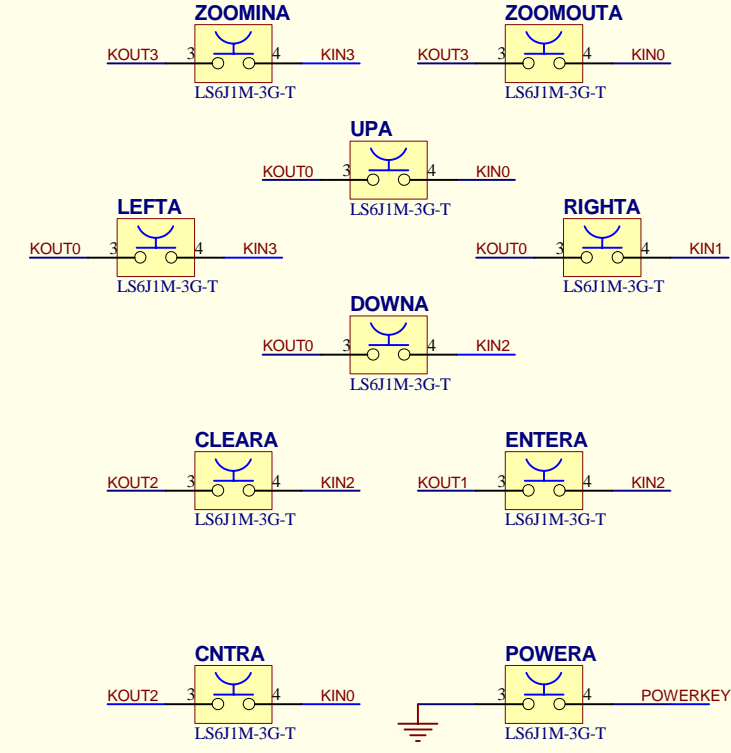 ZOOMINA ZOOMOUTA
KOUT3 3 4 KIN3 KOUT3 3 4 KIN0
LS6J1M-3G-T LS6J1M-3G-T
UPA
KOUT0 3 4 KIN0
LS6J1M-3G-T
LEFTA RIGHTA
KOUT0 3 4 KIN3 KOUT0 3 4 KIN1
LS6J1M-3G-T LS6J1M-3G-T
DOWNA
KOUT0 3 4 KIN2
LS6J1M-3G-T
CLEARA ENTERA
KOUT2 3 4 KIN2 KOUT1 3 4 KIN2
LS6J1M-3G-T LS6J1M-3G-T
CNTRA POWERA
KOUT2 3 4 KIN0 3 4 POWERKEY
LS6J1M-3G-T LS6J1M-3G-T